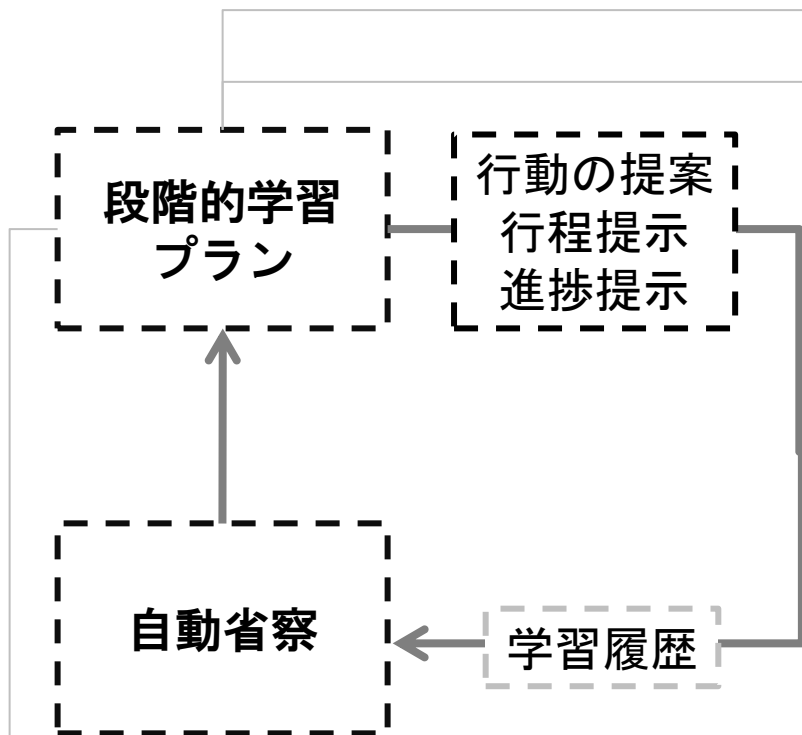 段階的学習
プラン
行動の提案
行程提示
進捗提示
自動省察
学習履歴